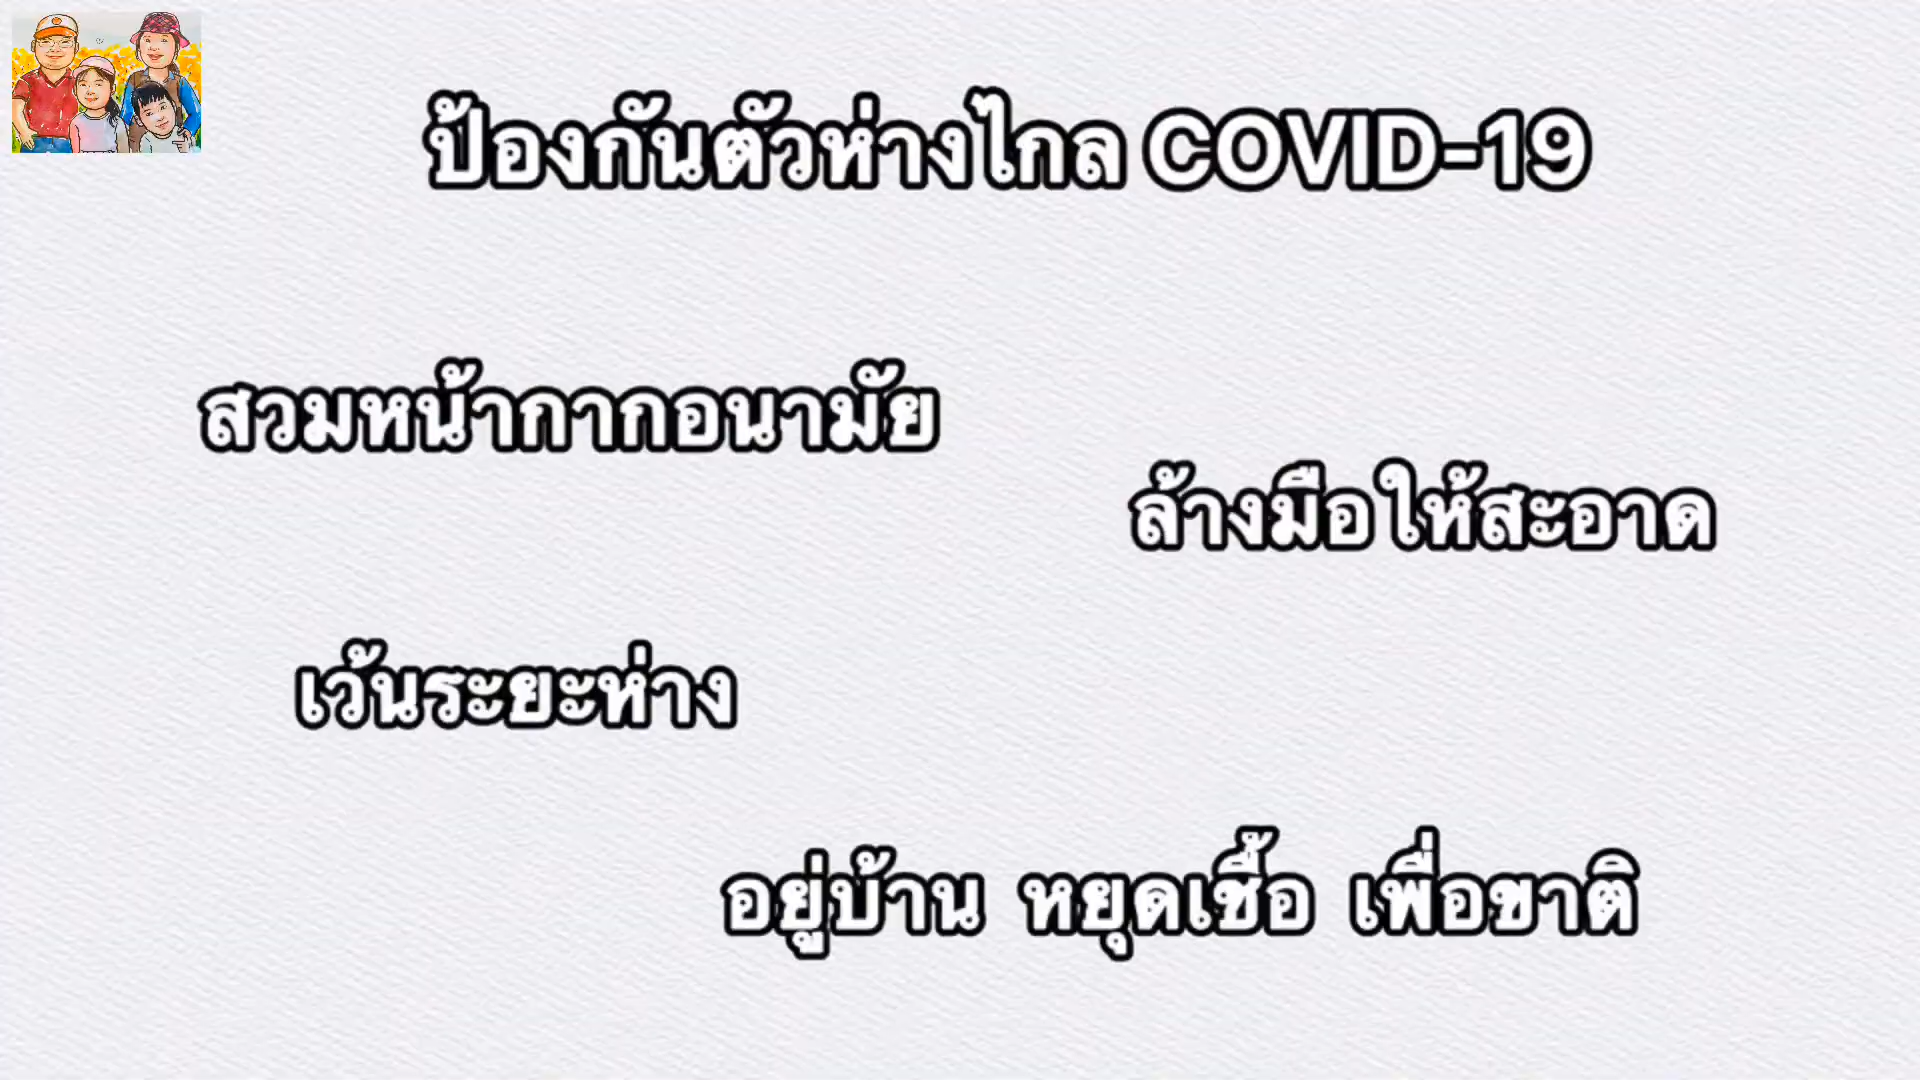 ป้องกันตัวห่างไกล COVID-19
สวมหน้ากากอนามัย
ล้างมือให้สะอาด
เว้นระยะห่าง
อยู่บ้าน หยุดเชื้อ เพื่อชาติ